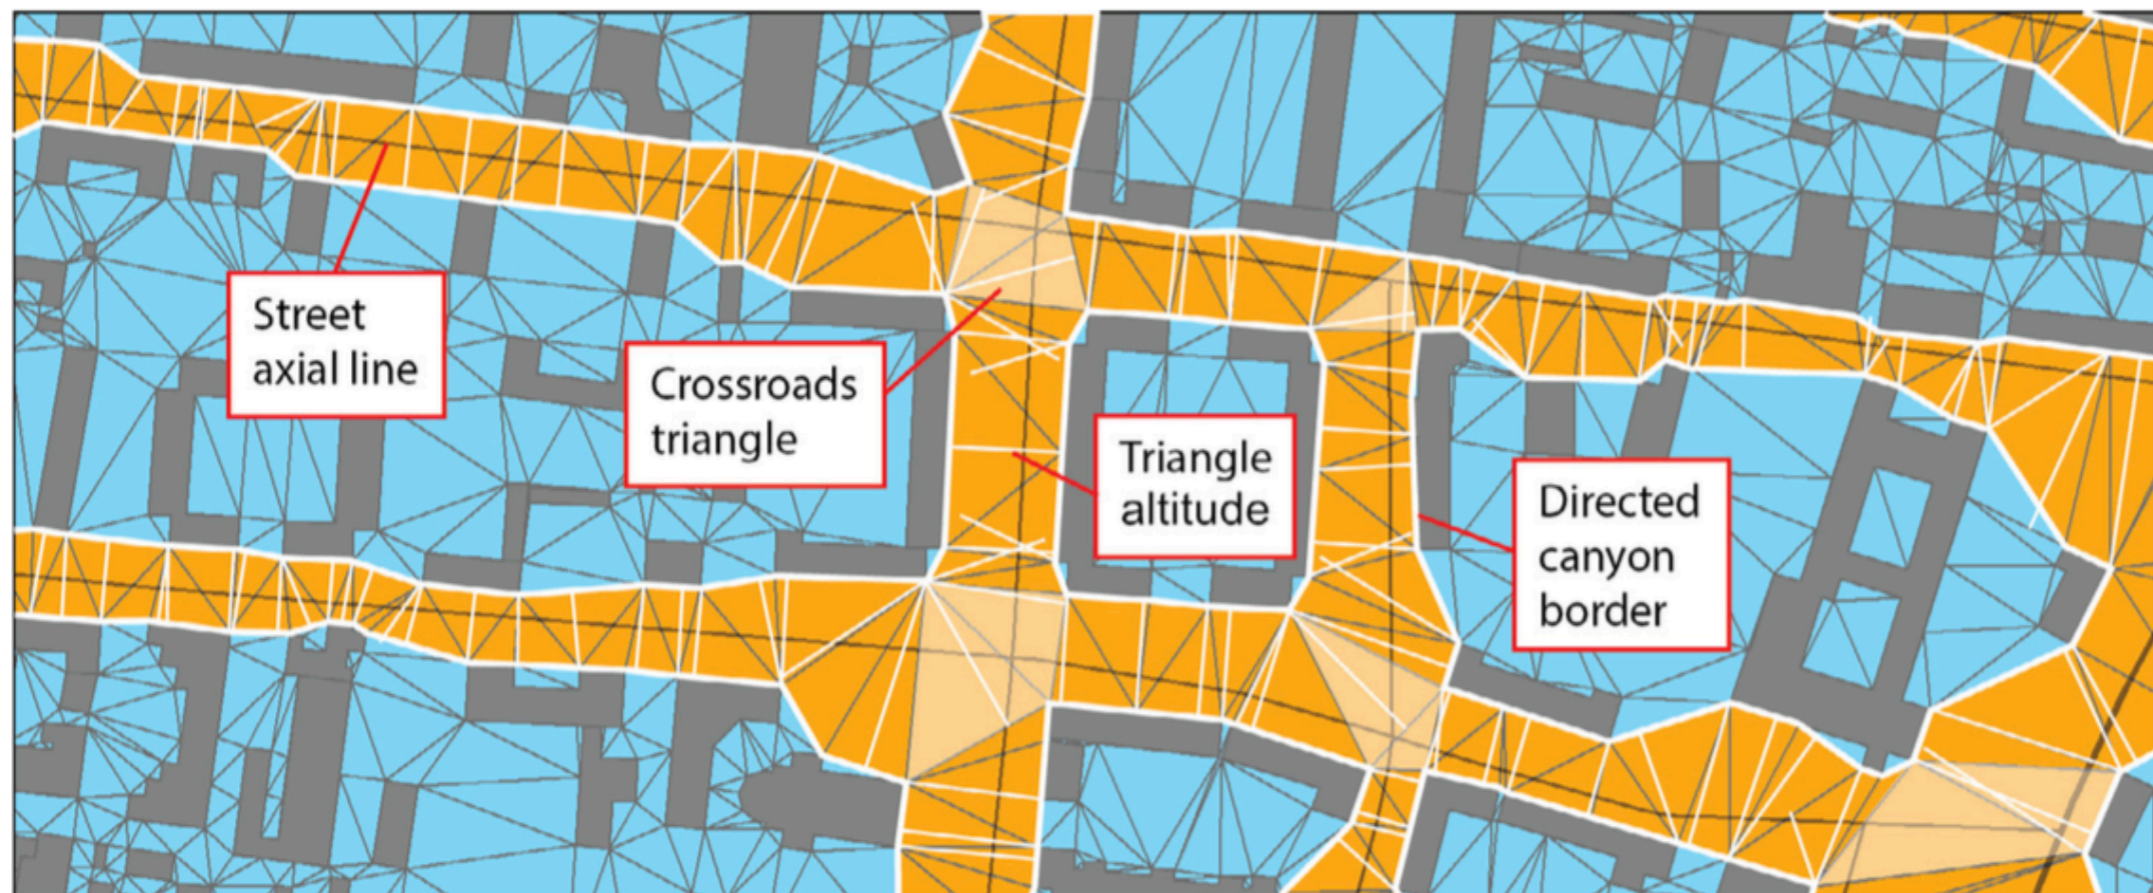 Street
axial line
Crossroads
triangle
Triangle
altitude
Directed
canyon
border